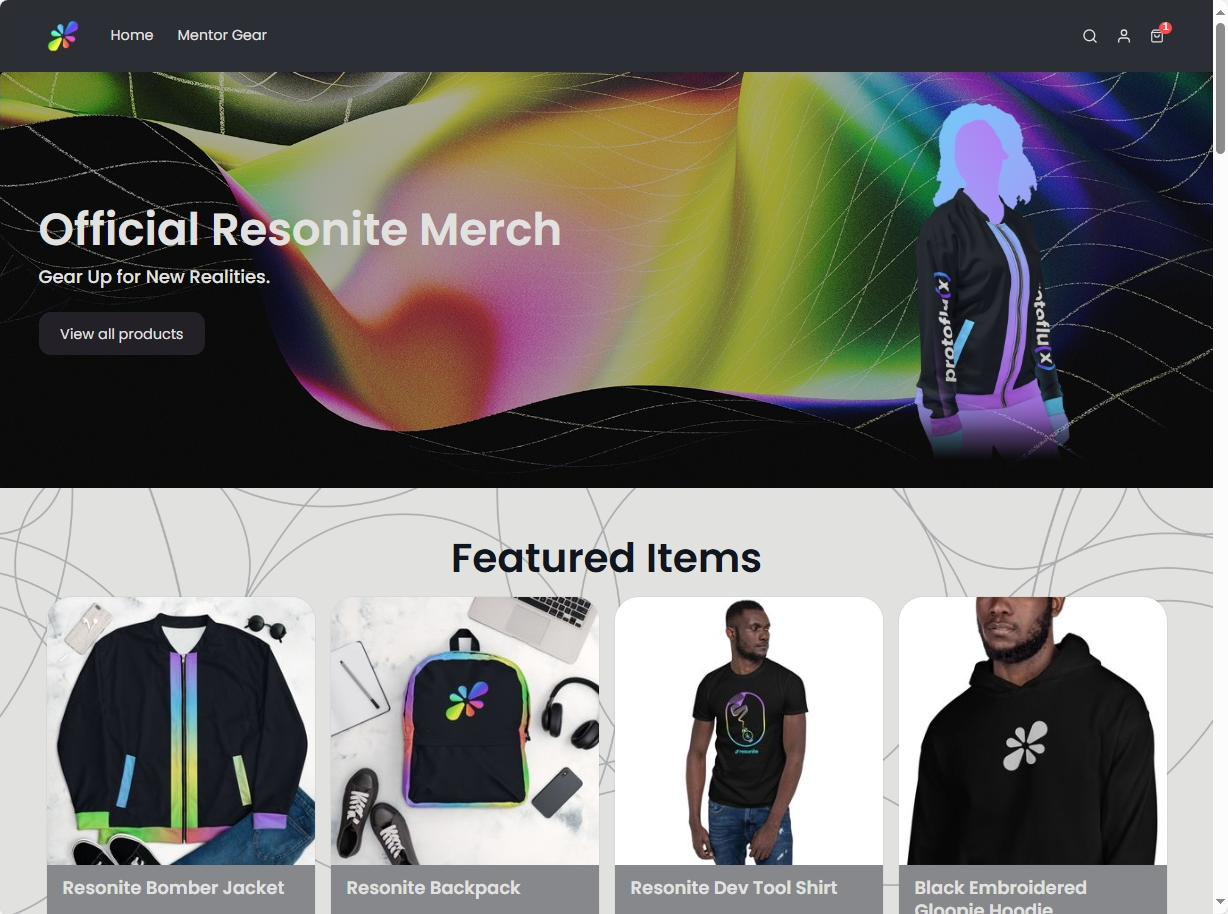 Home Mentor Gear
1
Official Resonite Merch
Gear Up for New Realities.
View all products
protoflu(x)
protoflu(x)
Featured Items
resonite
Resonite Bomber Jacket
Resonite Backpack
Resonite Dev Tool Shirt
Black Embroidered
Gloopie Hoodie